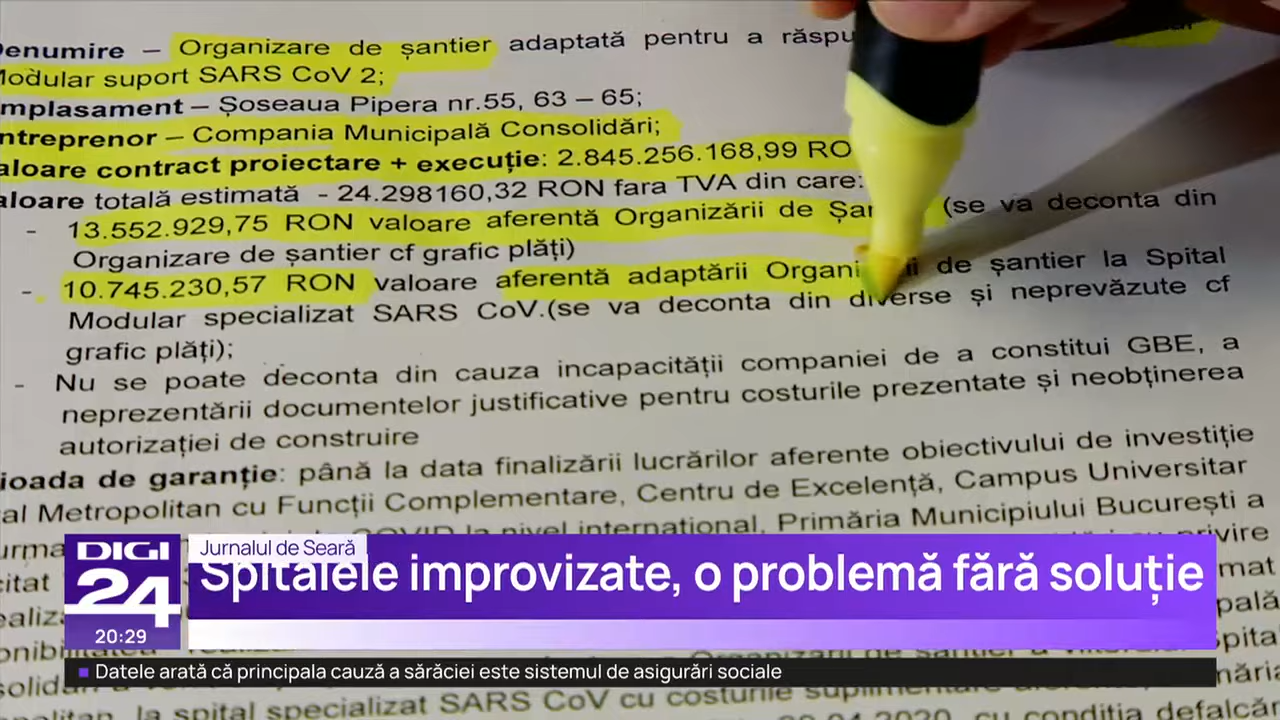 Denumire – Organizare de șantier adaptată pentru a
Modular suport SARS CoV 2;
mplasament – Șoseaua Pipera nr.55, 63 – 65;
ntreprenor – Compania Municipală Consolidări;
aloare contract proiectare + execuție: 2.845.256.168,99 RO
aloare totală estimată - 24.298160,32 RON fara TVA din care:
- 13.552.929,75 RON valoare aferentă Organizării de (se va deconta din
Organizare de șantier cf grafic plăți)
- 10.745.230,57 RON valoare aferentă adaptării de șantier la Spital
Modular specializat SARS CoV.(se va deconta din diverse și neprevăzute cf
grafic plăți);
- Nu se poate deconta din cauza incapacității companiei de a constitui GBE, a
neprezentării documentelor justificative pentru costurile prezentate și neobținerea
autorizației de construire
ioada de garanție: până la data finalizării lucrărilor aferente obiectivului de investiție
al Metropolitan cu Funcții Complementare, Centru de Excelență, Campus Universitar
COVID la nivel internațional, Primăria Municipiului București a
privire
DIGI
24
20:29
Jurnalul de Seară
Spitalele improvizate, o problemă fără soluție
Datele arată că principala cauză a sărăciei este sistemul de asigurări sociale
la spital specializat SARS CoV cu costurile suplimentare
cu condiția